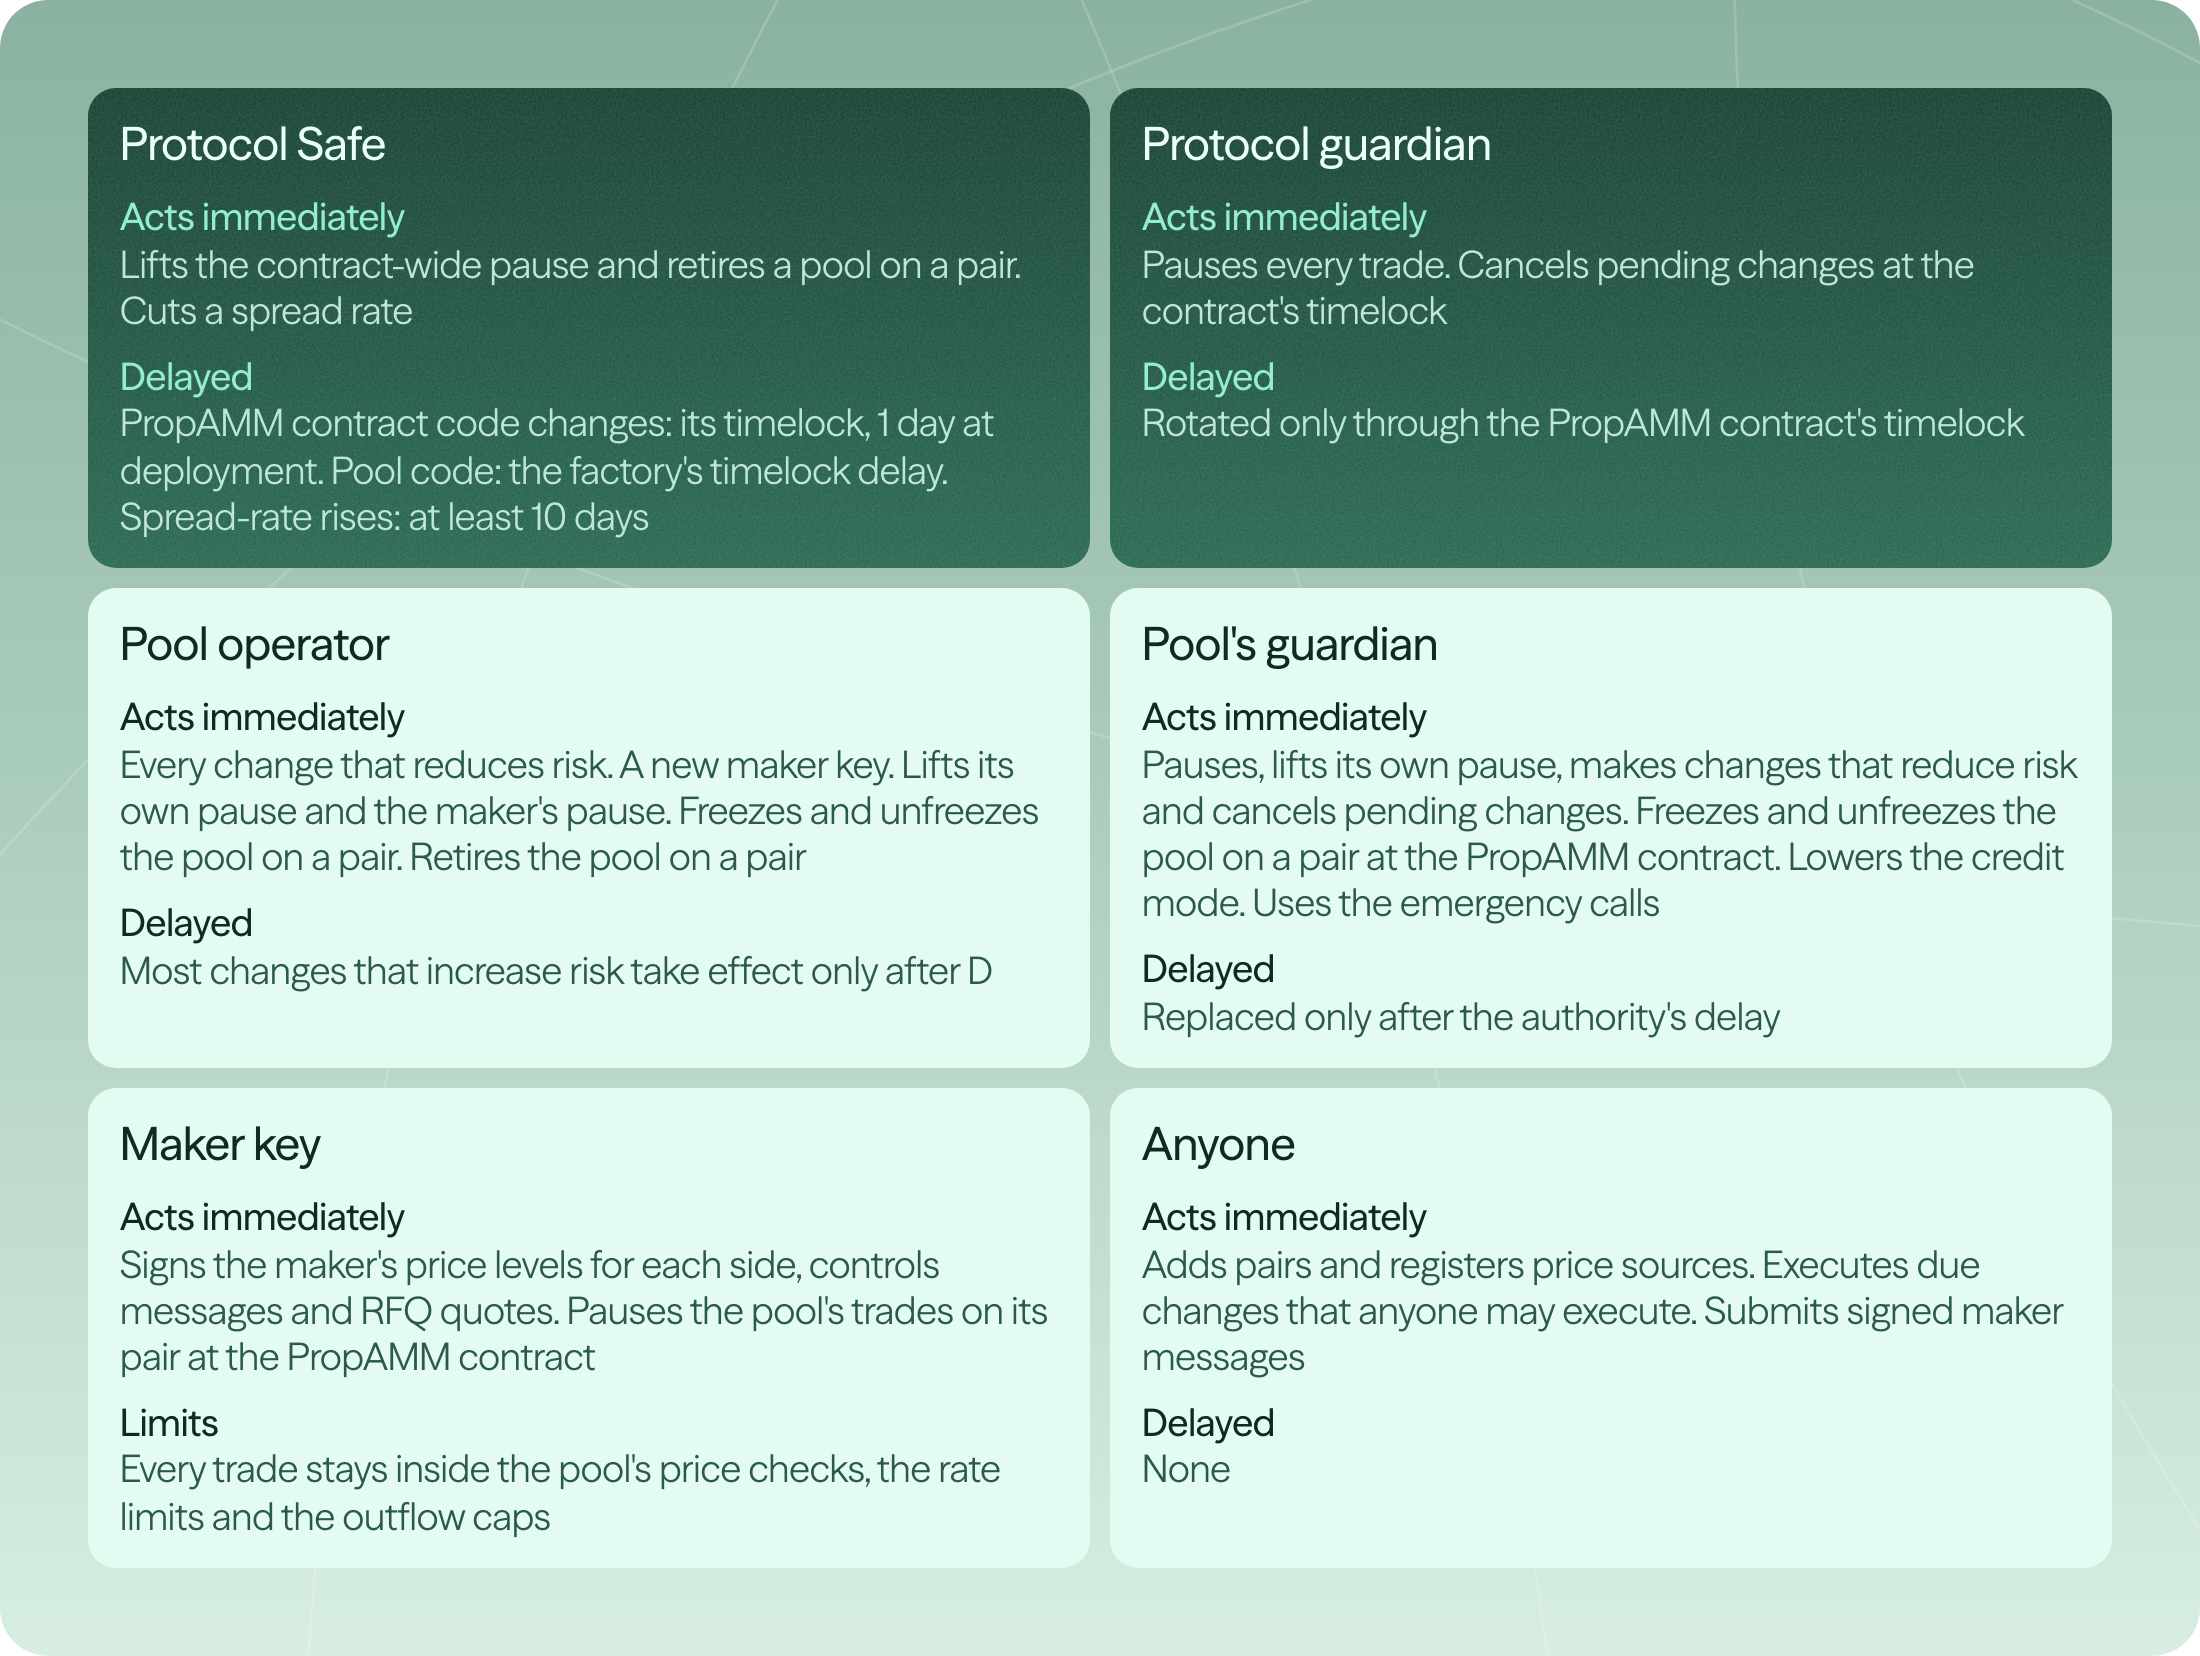 Protocol Safe
Acts immediately
Lifts the contract-wide pause and retires a pool on a pair.
Cuts a spread rate
Delayed
PropAMM contract code changes: its timelock, 1 day at
deployment. Pool code: the factory's timelock delay.
Spread-rate rises: at least 10 days
Protocol guardian
Acts immediately
Pauses every trade. Cancels pending changes at the
contract's timelock
Delayed
Rotated only through the PropAMM contract's timelock
Pool operator
Acts immediately
Every change that reduces risk. A new maker key. Lifts its
own pause and the maker's pause. Freezes and unfreezes
the pool on a pair. Retires the pool on a pair
Delayed
Most changes that increase risk take effect only after D
Pool's guardian
Acts immediately
Pauses, lifts its own pause, makes changes that reduce risk
and cancels pending changes. Freezes and unfreezes the
pool on a pair at the PropAMM contract. Lowers the credit
mode. Uses the emergency calls
Delayed
Replaced only after the authority's delay
Maker key
Acts immediately
Signs the maker's price levels for each side, controls
messages and RFQ quotes. Pauses the pool's trades on its
pair at the PropAMM contract
Limits
Every trade stays inside the pool's price checks, the rate
limits and the outflow caps
Anyone
Acts immediately
Adds pairs and registers price sources. Executes due
changes that anyone may execute. Submits signed maker
messages
Delayed
None